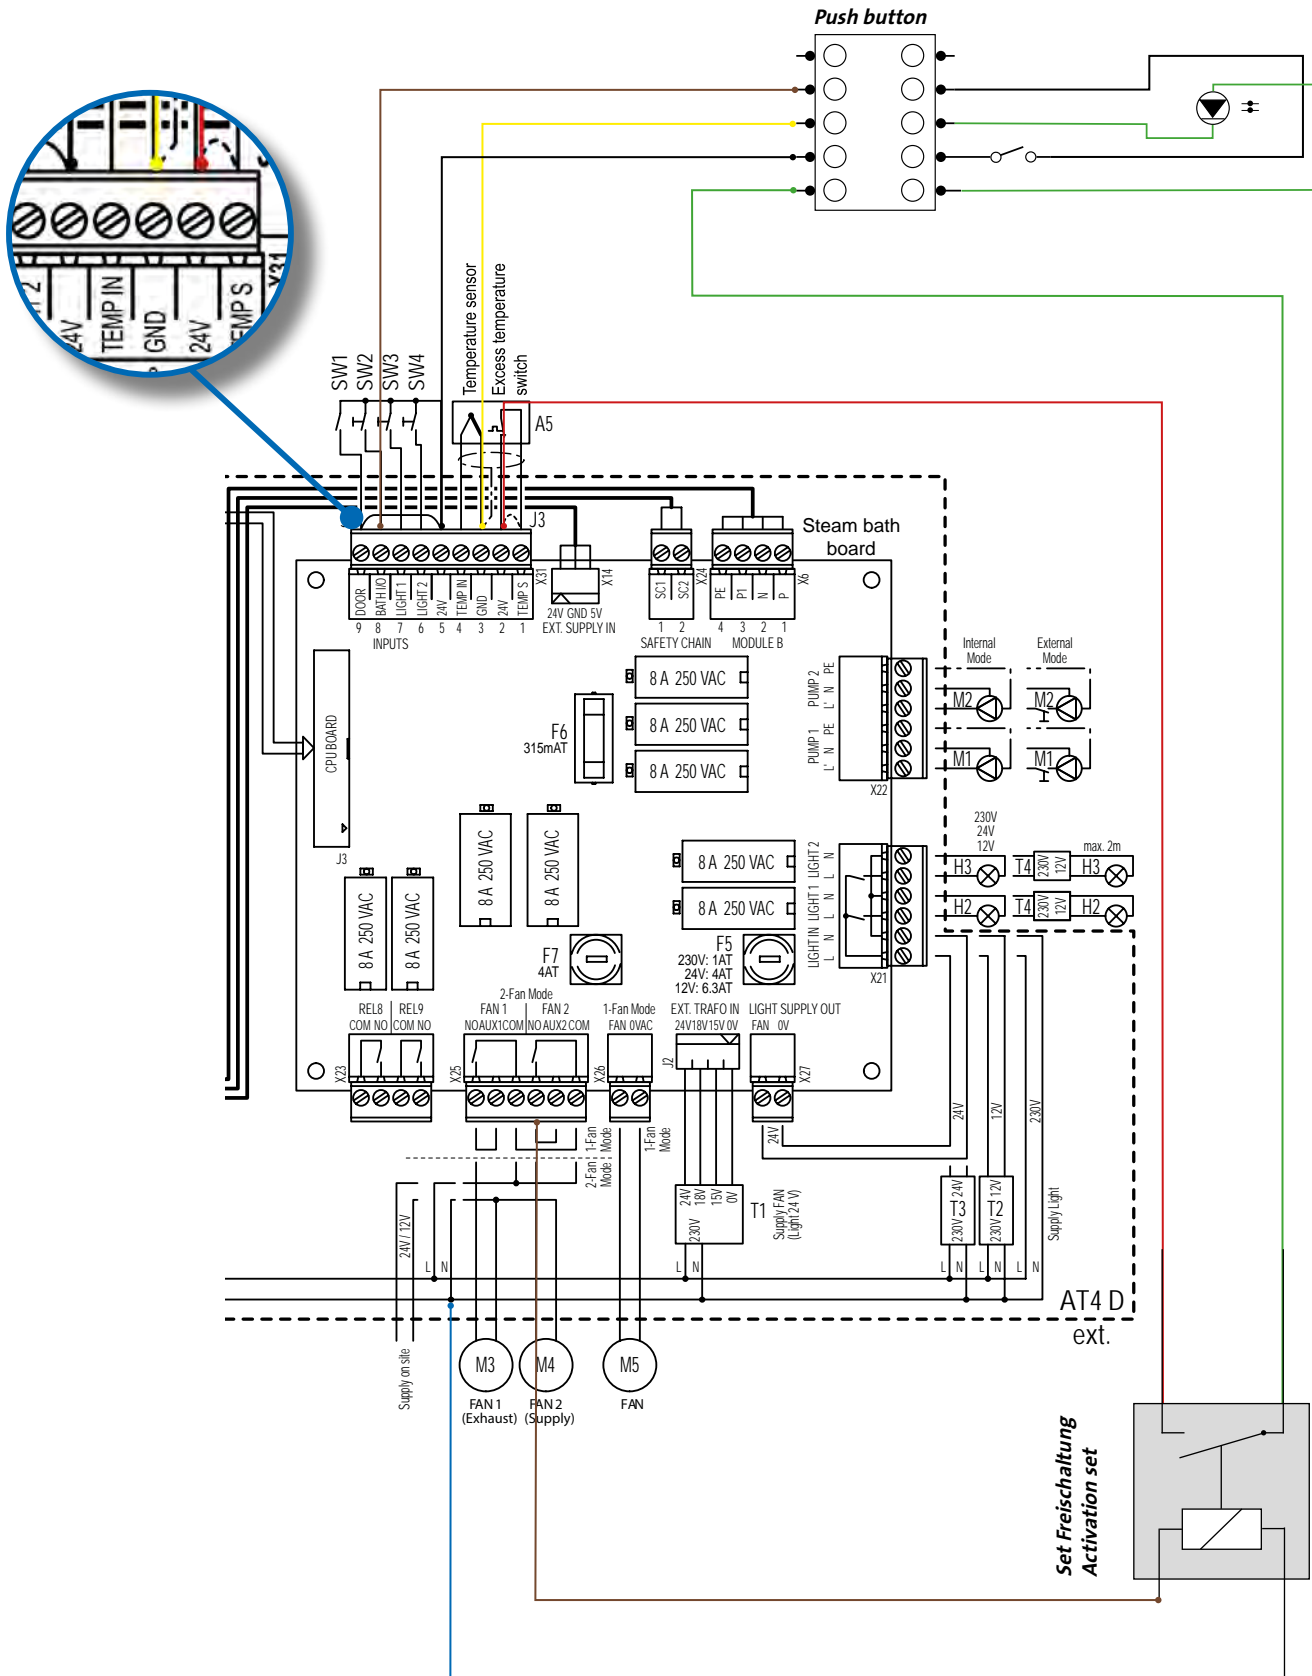 Push button
T 2
24V
TEMP IN
GND
24V
TEMP S
X31
SW1
SW2
SW3
SW4
Temperature sensor
Excess temperature
switch
A5
J3
Steam bath
board
DOOR
BATH I/O
LIGHT 1
LIGHT 2
24V
TEMP IN
GND
24V
TEMP S
9 8 7 6 5 4 3 2 1
INPUTS
X31
X14
24V GND 5V
EXT. SUPPLY IN
SC1
SC2
X24
1 2
SAFETY CHAIN
PE
P1
N
P
X6
4 3 2 1
MODULE B
8 A 250 VAC
8 A 250 VAC
8 A 250 VAC
F6
315mAT
CPU BOARD
J3
PUMP 2
L' N PE
PUMP 1
L' N PE
X22
Internal
Mode
External
Mode
M2
M2
M1
M1
8 A 250 VAC
8 A 250 VAC
8 A 250 VAC
8 A 250 VAC
8 A 250 VAC
8 A 250 VAC
F7
4AT
F5
230V: 1AT
24V: 4AT
12V: 6.3AT
LIGHT IN
LIGHT 1
LIGHT 2
L N L N L N
X21
230V
24V
12V
max. 2m
H3
T4
230V
12V
H3
H2
T4
230V
12V
H2
REL8
REL9
COM NO
COM NO
X23
2-Fan Mode
FAN 1
FAN 2
NO AUX1 COM
NO AUX2 COM
X25
1-Fan Mode
FAN 0VAC
X26
EXT. TRAFO IN
24V 18V 15V 0V
J2
LIGHT SUPPLY OUT
FAN 0V
X27
1-Fan
Mode
2-Fan
Mode
1-Fan
Mode
24V
24V
12V
230V
24V
18V
15V
0V
230V
T1
Supply FAN
(Light 24 V)
24V
T3
230V
12V
T2
230V
Supply Light
24V / 12V
L N
L N
L N
L N
L N
AT4 D
ext.
Supply on site
M3
M4
M5
FAN 1
(Exhaust)
FAN 2
(Supply)
FAN
Set Freischaltung
Activation set